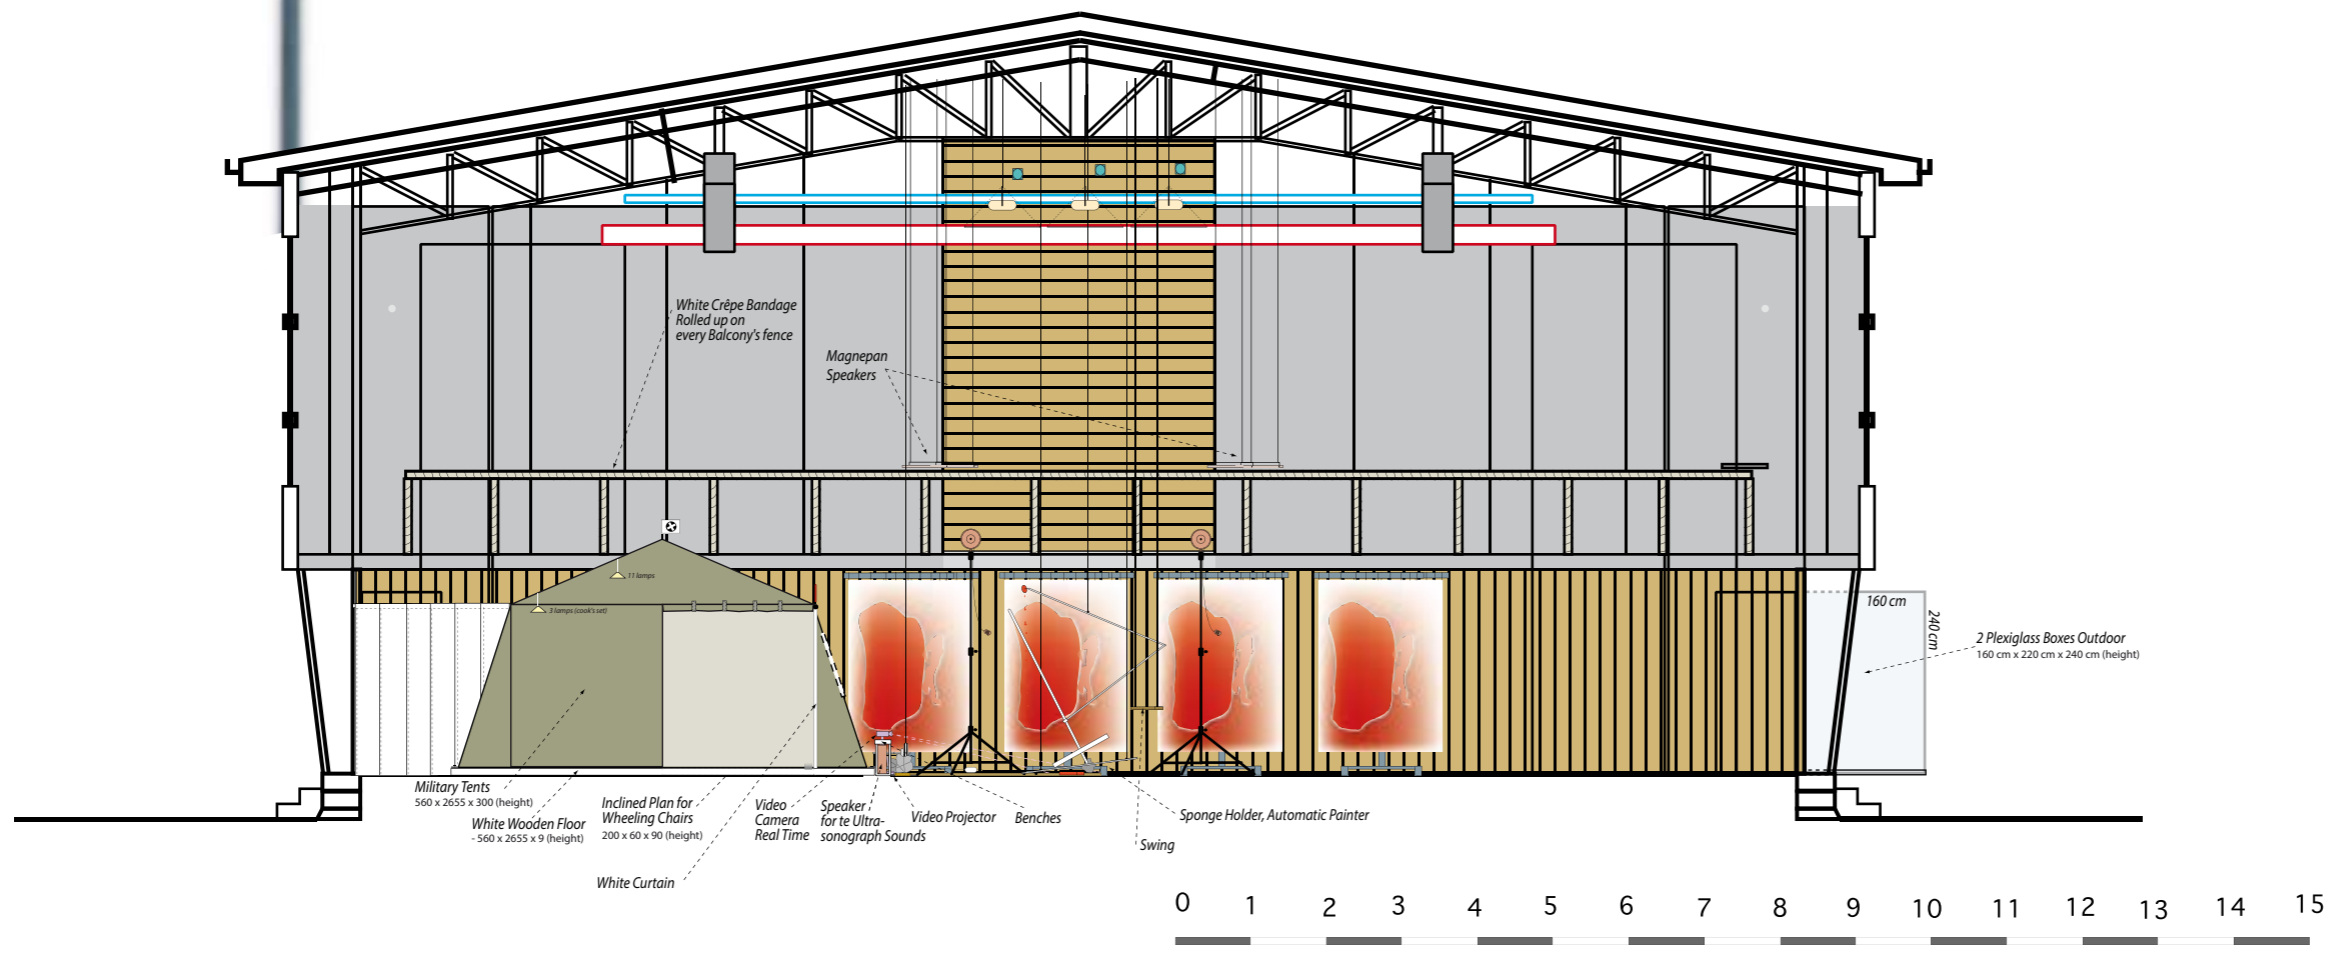 White Crêpe Bandage
Rolled up on
every Balcony's fence
Magnepan
Speakers
11 lamps
3 lamps (cook's set)
160 cm
240 cm
2 Plexiglass Boxes Outdoor
160 cm x 220 cm x 240 cm (height)
Military Tents
560 x 2655 x 300 (height)
White Wooden Floor
- 560 x 2655 x 9 (height)
Inclined Plan for
Wheeling Chairs
200 x 60 x 90 (height)
White Curtain
Video
Camera
Real Time
Speaker
for te Ultra-
sonograph Sounds
Video Projector
Benches
Sponge Holder, Automatic Painter
Swing
0 1 2 3 4 5 6 7 8 9 10 11 12 13 14 15